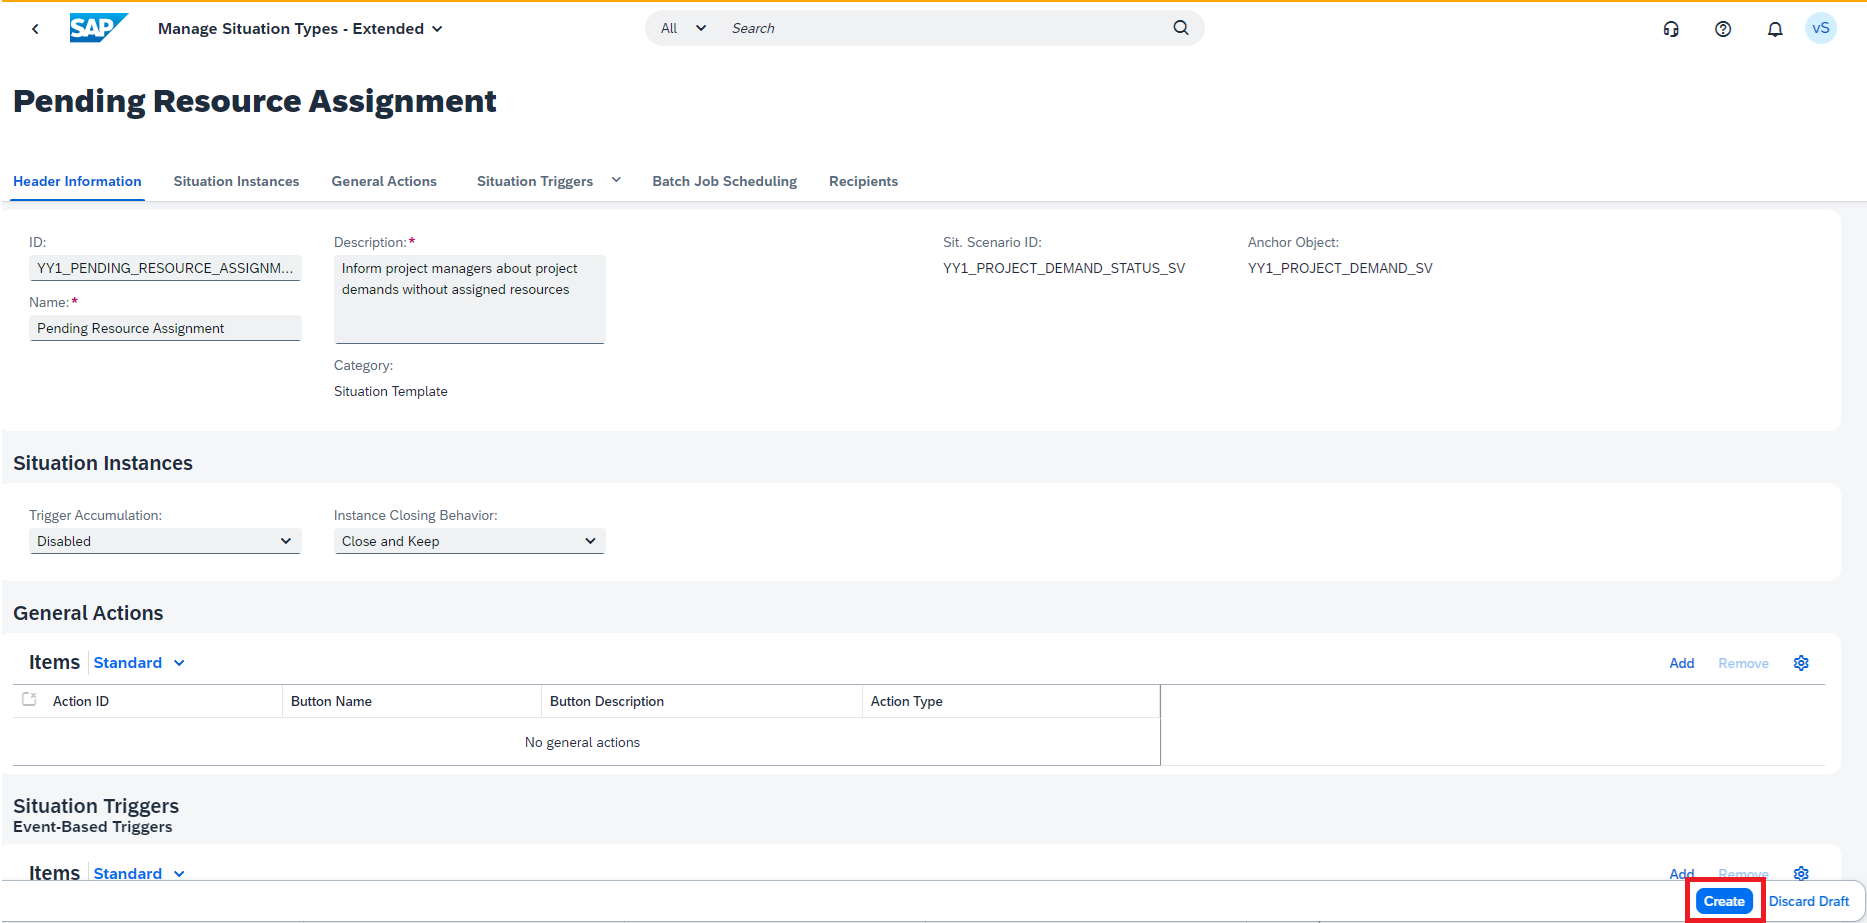 SAP
Manage Situation Types - Extended
All
Search
vS
Pending Resource Assignment
Header Information
Situation Instances
General Actions
Situation Triggers
Batch Job Scheduling
Recipients
ID:
YY1_PENDING_RESOURCE_ASSIGNM...
Name:*
Pending Resource Assignment
Description:*
Inform project managers about project
demands without assigned resources
Category:
Situation Template
Sit. Scenario ID:
YY1_PROJECT_DEMAND_STATUS_SV
Anchor Object:
YY1_PROJECT_DEMAND_SV
Situation Instances
Trigger Accumulation:
Disabled
Instance Closing Behavior:
Close and Keep
General Actions
Items Standard
Add Remove
Action ID Button Name Button Description Action Type
No general actions
Situation Triggers
Event-Based Triggers
Items Standard
Add Remove
Create Discard Draft